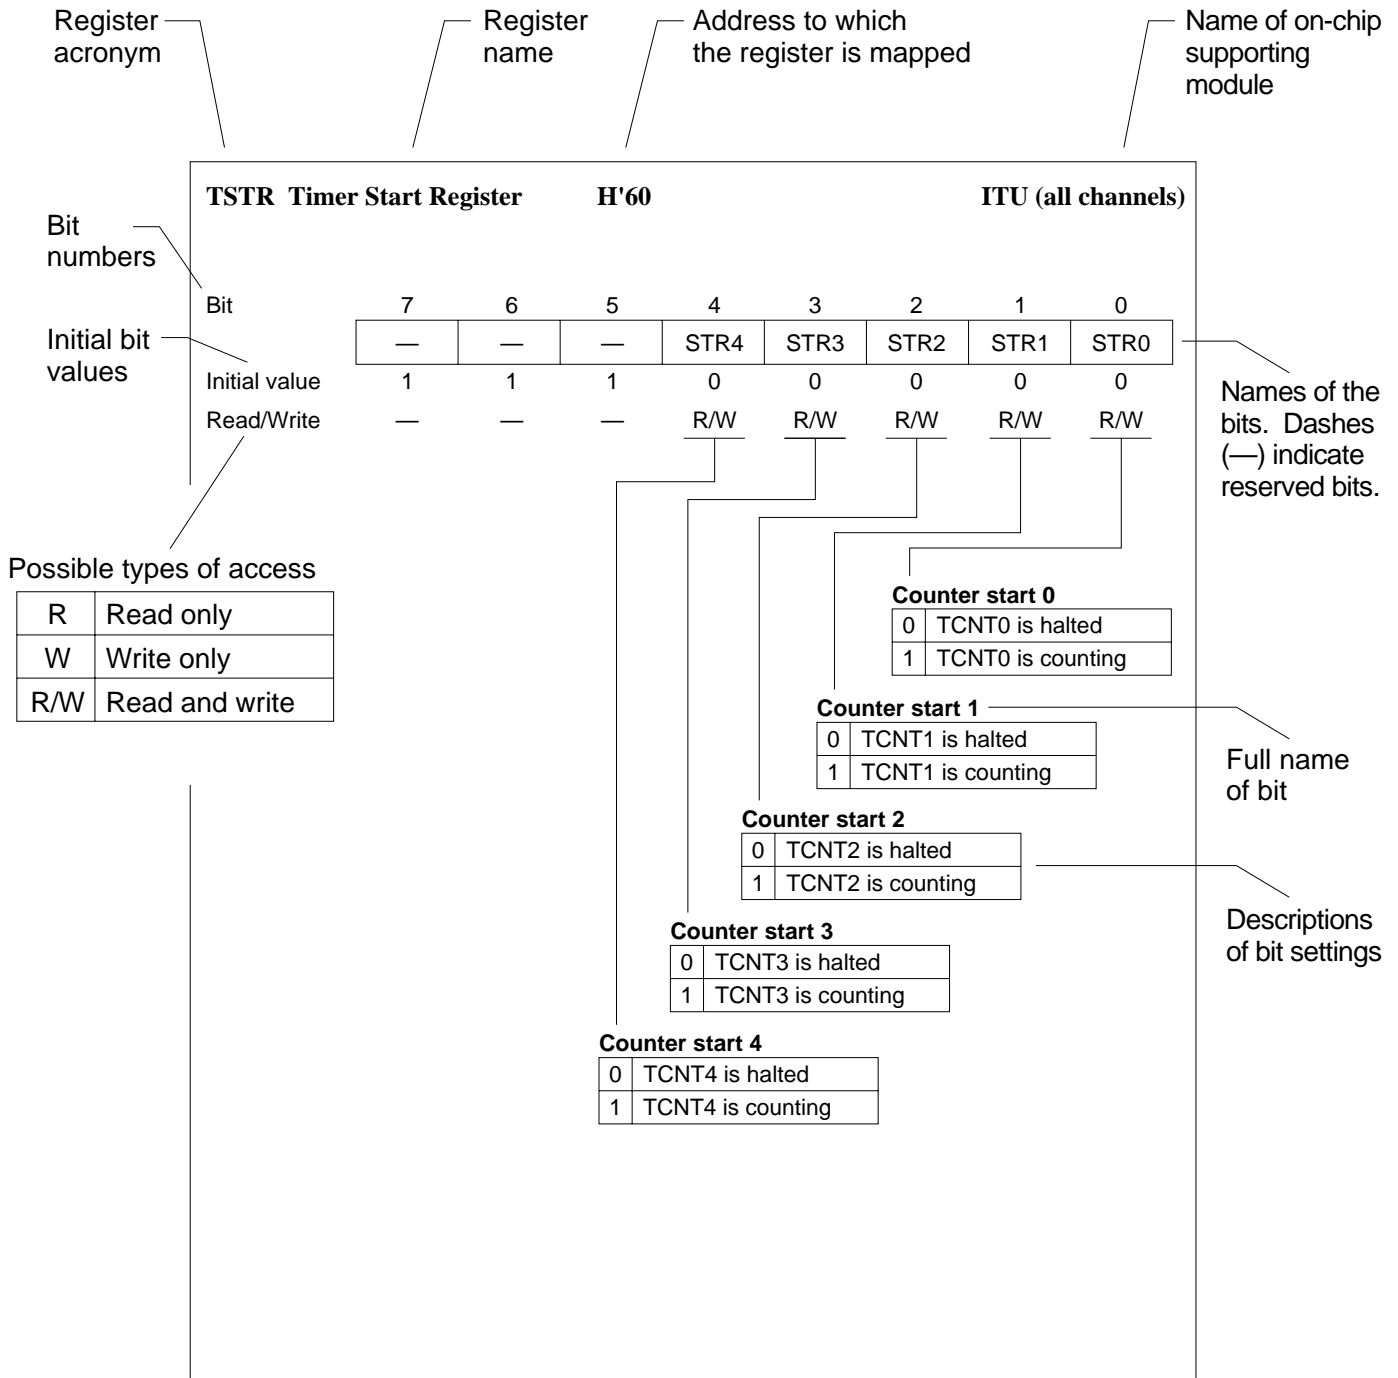 Register
acronym
Register
name
Address to which
the register is mapped
Name of on-chip
supporting
module
TSTR Timer Start Register H'60 ITU (all channels)
Bit
numbers
Bit 7 6 5 4 3 2 1 0
Initial bit
values
— — — STR4 STR3 STR2 STR1 STR0
Initial value 1 1 1 0 0 0 0 0
Read/Write — — — R/W R/W R/W R/W R/W
Names of the
bits. Dashes
(—) indicate
reserved bits.
Possible types of access
R Read only
W Write only
R/W Read and write
Counter start 0
0 TCNT0 is halted
1 TCNT0 is counting
Counter start 1
0 TCNT1 is halted
1 TCNT1 is counting
Full name
of bit
Counter start 2
0 TCNT2 is halted
1 TCNT2 is counting
Descriptions
of bit settings
Counter start 3
0 TCNT3 is halted
1 TCNT3 is counting
Counter start 4
0 TCNT4 is halted
1 TCNT4 is counting